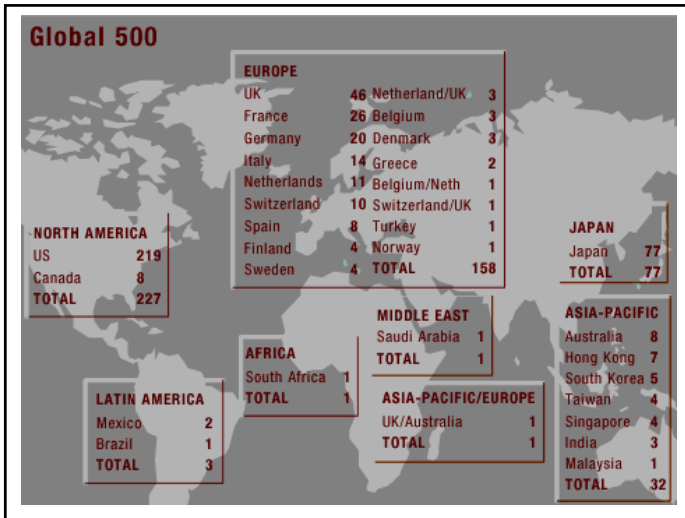 Global 500
EUROPE
UK 46 Netherland/UK 3
France 26 Belgium 3
Germany 20 Denmark 3
Italy 14 Greece 2
Netherlands 11 Belgium/Neth 1
Switzerland 10 Switzerland/UK 1
Spain 8 Turkey 1
Finland 4 Norway 1
Sweden 4 TOTAL 158
NORTH AMERICA
US 219
Canada 8
TOTAL 227
JAPAN
Japan 77
TOTAL 77
MIDDLE EAST
Saudi Arabia 1
TOTAL 1
ASIA-PACIFIC
Australia 8
Hong Kong 7
South Korea 5
Taiwan 4
Singapore 4
India 3
Malaysia 1
TOTAL 32
AFRICA
South Africa 1
TOTAL 1
LATIN AMERICA
Mexico 2
Brazil 1
TOTAL 3
ASIA-PACIFIC/EUROPE
UK/Australia 1
TOTAL 1